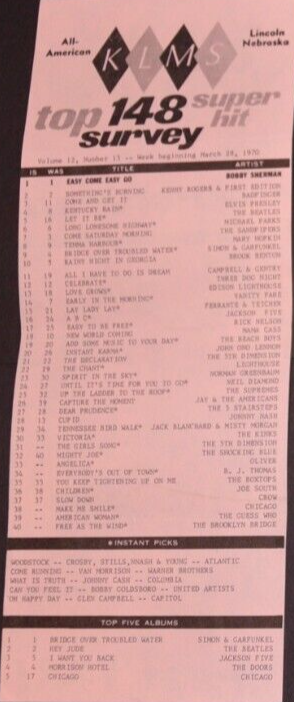 All-American
KLMS
Lincoln Nebraska
top 148 super hit survey
Volume 12, Number 13 -- Week beginning March 28, 1970
IS WAS TITLE ARTIST
1 1 EASY COME EASY GO BOBBY SHERMAN
2 2 SOMETHING'S BURNING KENNY ROGERS & FIRST EDITION
3 11 COME AND GET IT BADFINGER
4 8 KENTUCKY RAIN* ELVIS PRESLEY
5 16 LET IT BE* THE BEATLES
LONG LONESOME HIGHWAY* MICHAEL PARKS
COME SATURDAY MORNING THE SANDPIPERS
TEMMA HARBOUR* MARY HOPKIN
BRIDGE OVER TROUBLED WATER* SIMON & GARFUNKEL
10 5 RAINY NIGHT IN GEORGIA BROOK BENTON
11 19 ALL I HAVE TO DO IS DREAM CAMPBELL & GENTRY
12 12 CELEBRATE* THREE DOG NIGHT
13 18 LOVE GROWS* EDISON LIGHTHOUSE
14 7 EARLY IN THE MORNING* VANITY FARE
15 21 LAY LADY LAY* FERRANTE & TEICHER
16 24 A B C* JACKSON FIVE
17 25 EASY TO BE FREE* RICK NELSON
18 10 NEW WORLD COMING MAMA CASS
19 20 AND SOME MUSIC TO YOUR DAY* THE BEACH BOYS
20 26 INSTANT KARMA* JOHN ONO LENNON
21 22 THE DECLARATION THE 5TH DIMENSION
22 29 THE CHANT* LIGHTHOUSE
23 30 SPIRIT IN THE SKY* NORMAN GREENBAUM
24 27 UNTIL IT'S TIME FOR YOU TO GO* NEIL DIAMOND
25 32 UP THE LADDER TO THE ROOF* THE SUPREMES
26 39 CAPTURE THE MOMENT JAY & THE AMERICANS
27 28 DEAR PRUDENCE* THE 5 STAIRSTEPS
28 13 CUPID JOHNNY NASH
29 34 TENNESSEE BIRD WALK* JACK BLANCHARD & MISTY MORGAN
30 33 VICTORIA* THE KINKS
31 -- THE GIRLS SONG* THE 5TH DIMENSION
32 40 MIGHTY JOE* THE SHOCKING BLUE
33 -- ANGELICA* OLIVER
34 -- EVERYBODY'S OUT OF TOWN* B. J. THOMAS
35 35 YOU KEEP TIGHTENING UP ON ME THE BOXTOPS
36 38 CHILDREN* JOE SOUTH
37 37 SLOW DOWN CROW
38 -- MAKE ME SMILE* CHICAGO
39 -- AMERICAN WOMAN* THE GUESS WHO
40 -- FREE AS THE WIND* THE BROOKLYN BRIDGE
*INSTANT PICKS
WOODSTOCK -- CROSBY, STILLS, NASH & YOUNG -- ATLANTIC
COME RUNNING -- VAN MORRISON -- WARNER BROTHERS
WHAT IS TRUTH -- JOHNNY CASH -- COLUMBIA
CAN YOU FEEL IT -- BOBBY GOLDSBORO -- UNITED ARTISTS
OH HAPPY DAY -- GLEN CAMPBELL -- CAPITOL
TOP FIVE ALBUMS
1 1 BRIDGE OVER TROUBLED WATER SIMON & GARFUNKEL
2 2 HEY JUDE THE BEATLES
3 5 I WANT YOU BACK JACKSON FIVE
4 4 MORRISON HOTEL THE DOORS
5 17 CHICAGO CHICAGO